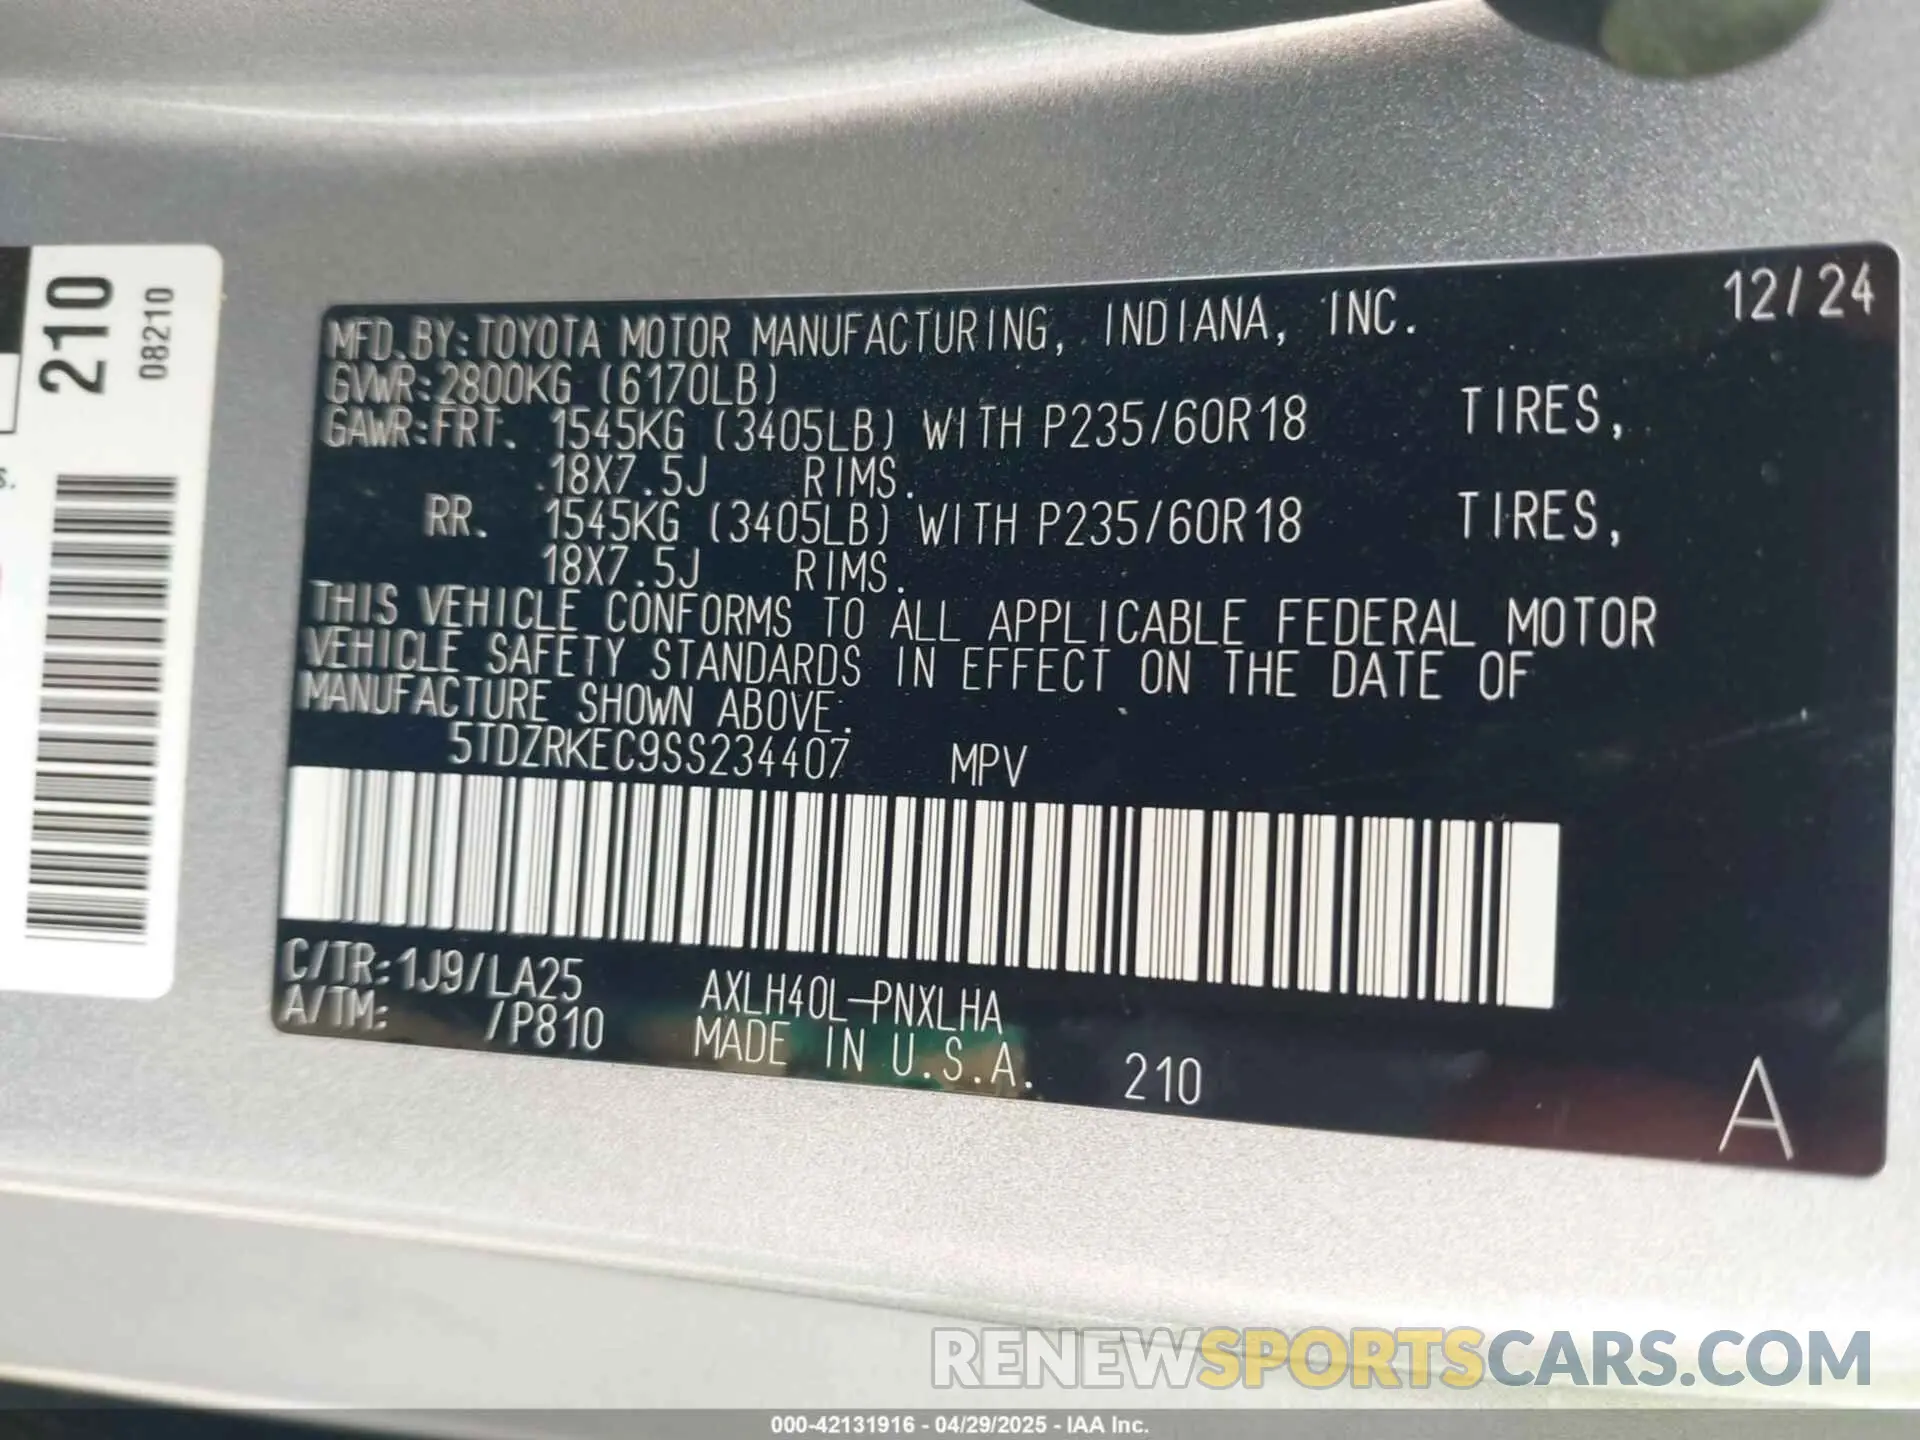 210
08210
s.
12/24
MFD.BY:TOYOTA MOTOR MANUFACTURING, INDIANA, INC.
GVWR:2800KG (6170LB)
GAWR:FRT. 1545KG (3405LB) WITH P235/60R18 TIRES,
18X7.5J RIMS.
RR. 1545KG (3405LB) WITH P235/60R18 TIRES,
18X7.5J RIMS.
THIS VEHICLE CONFORMS TO ALL APPLICABLE FEDERAL MOTOR
VEHICLE SAFETY STANDARDS IN EFFECT ON THE DATE OF
MANUFACTURE SHOWN ABOVE.
5TDZRKEC9SS234407 MPV
C/TR:1J9/LA25 AXLH40L-PNXLHA
A/TM: /P810 MADE IN U.S.A. 210
A
RENEWSPORTSCARS.COM
000-42131916 - 04/29/2025 - IAA Inc.